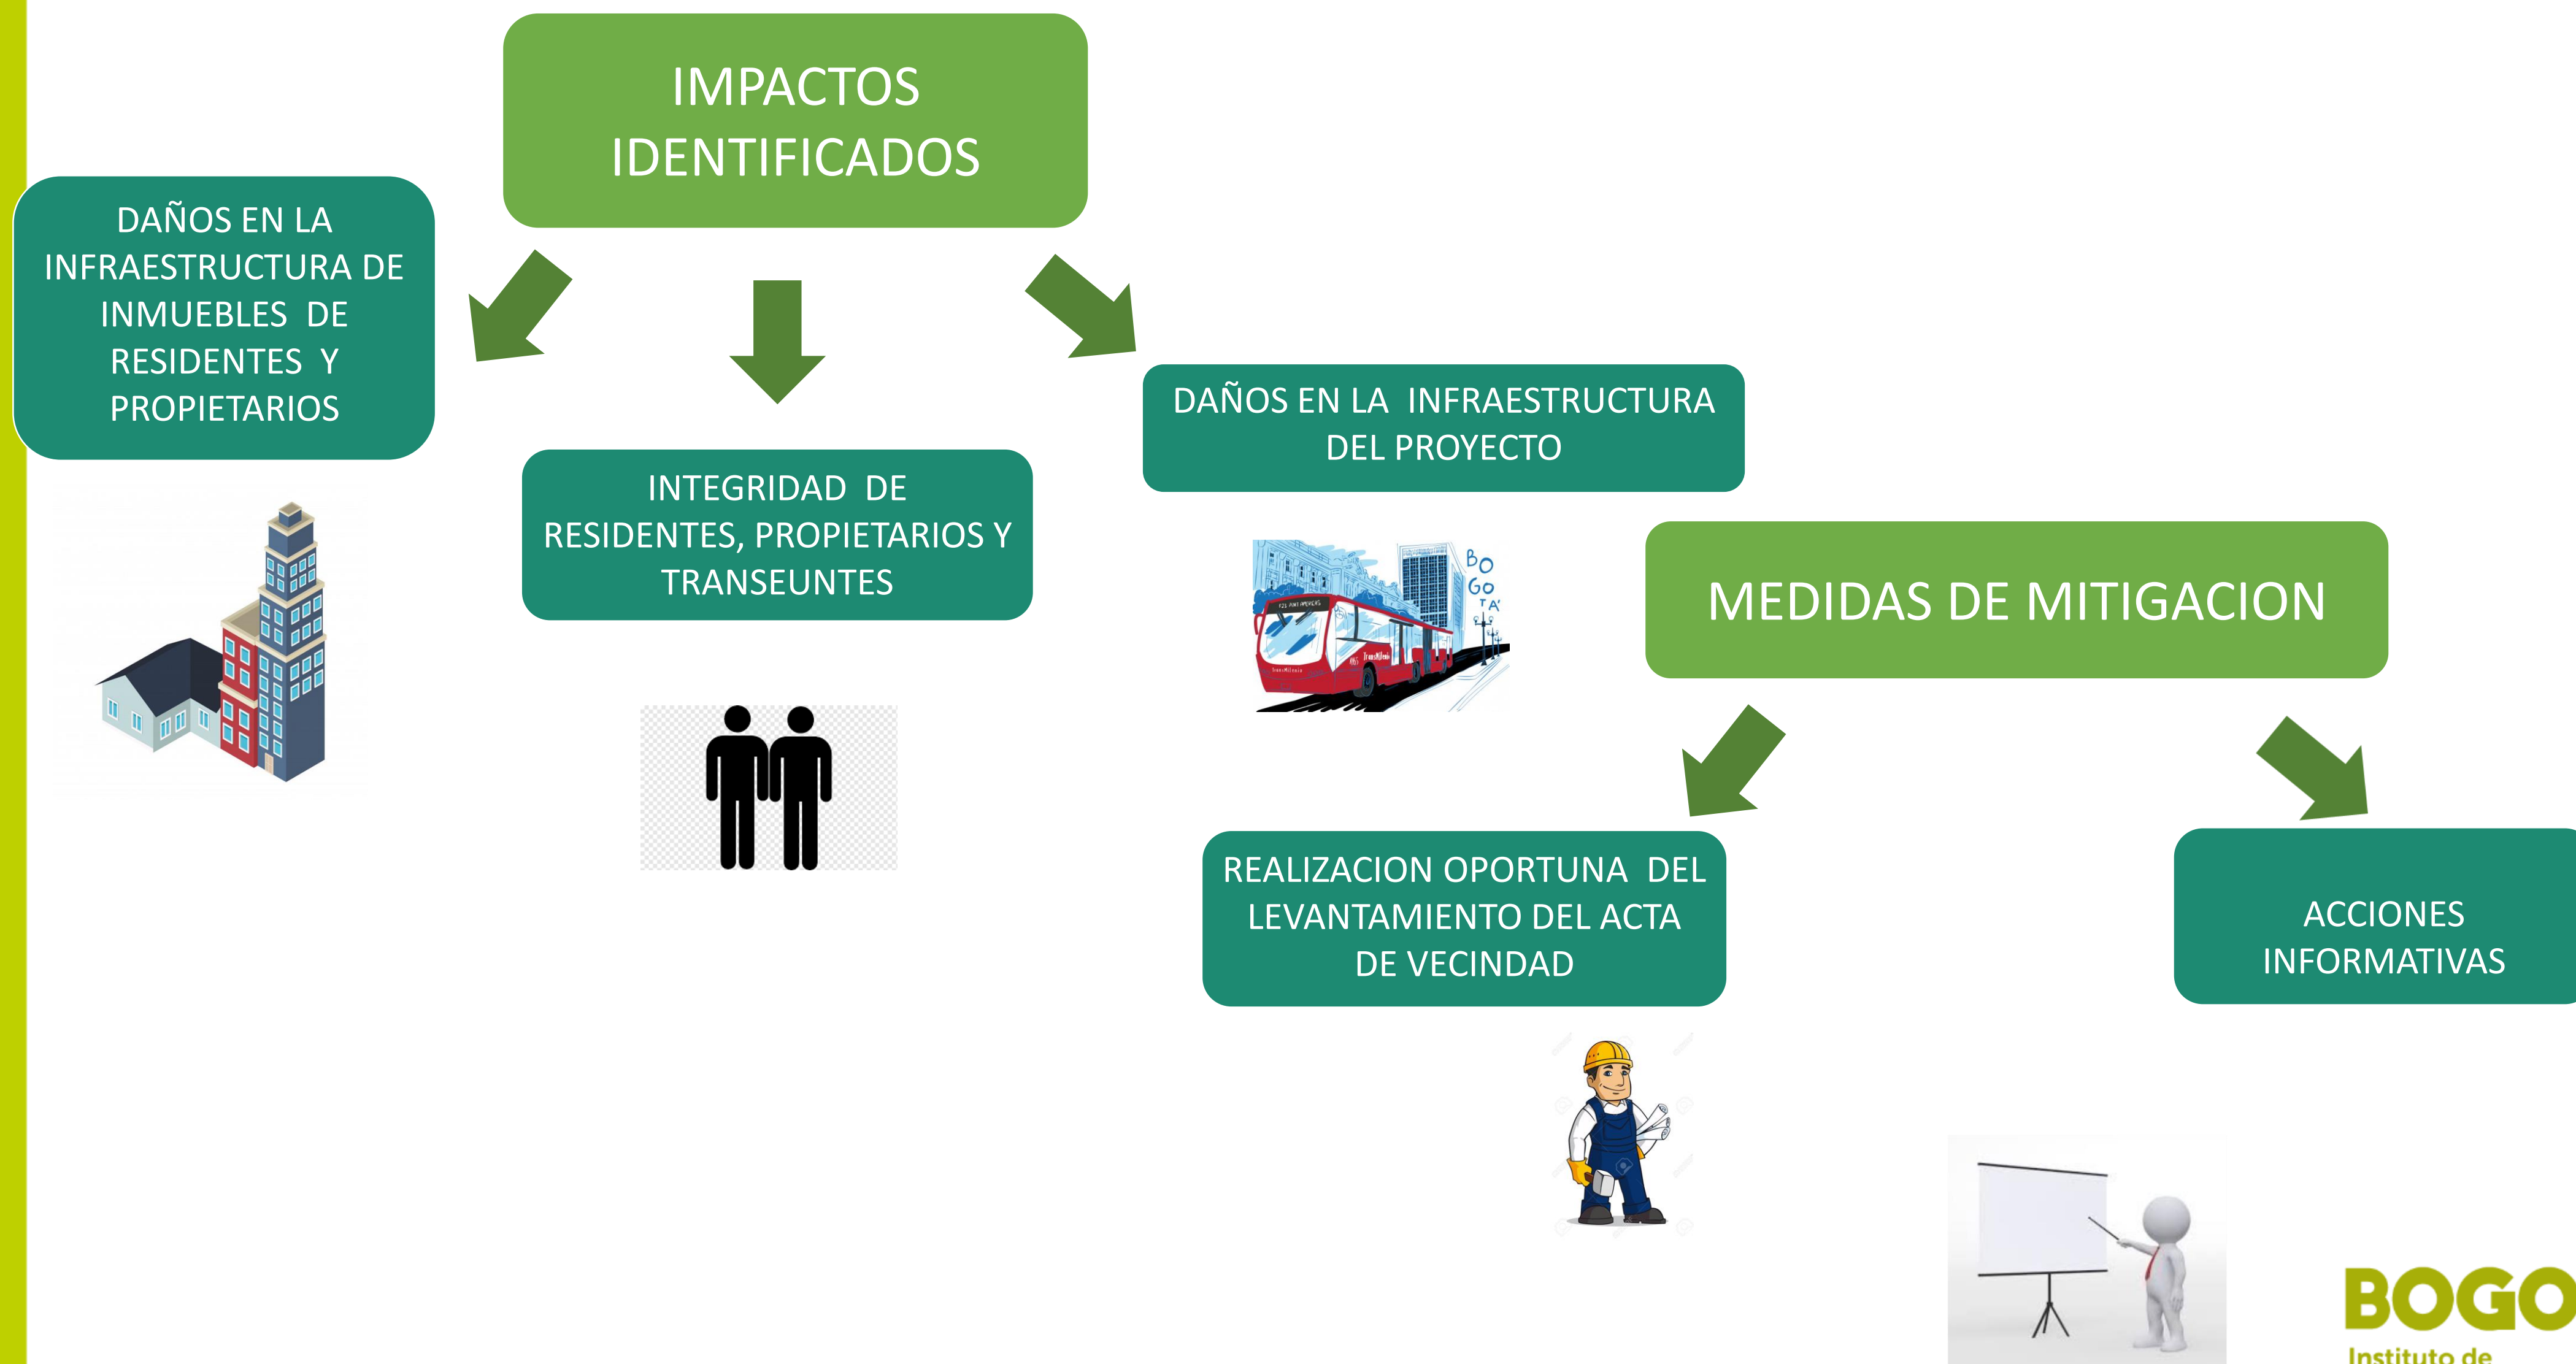 IMPACTOS
IDENTIFICADOS
DAÑOS EN LA
INFRAESTRUCTURA DE
INMUEBLES DE
RESIDENTES Y
PROPIETARIOS
INTEGRIDAD DE
RESIDENTES, PROPIETARIOS Y
TRANSEUNTES
DAÑOS EN LA INFRAESTRUCTURA
DEL PROYECTO
BO
GO
TA
TransMilenio
MEDIDAS DE MITIGACION
REALIZACION OPORTUNA DEL
LEVANTAMIENTO DEL ACTA
DE VECINDAD
ACCIONES
INFORMATIVAS
BOGO
Instituto de